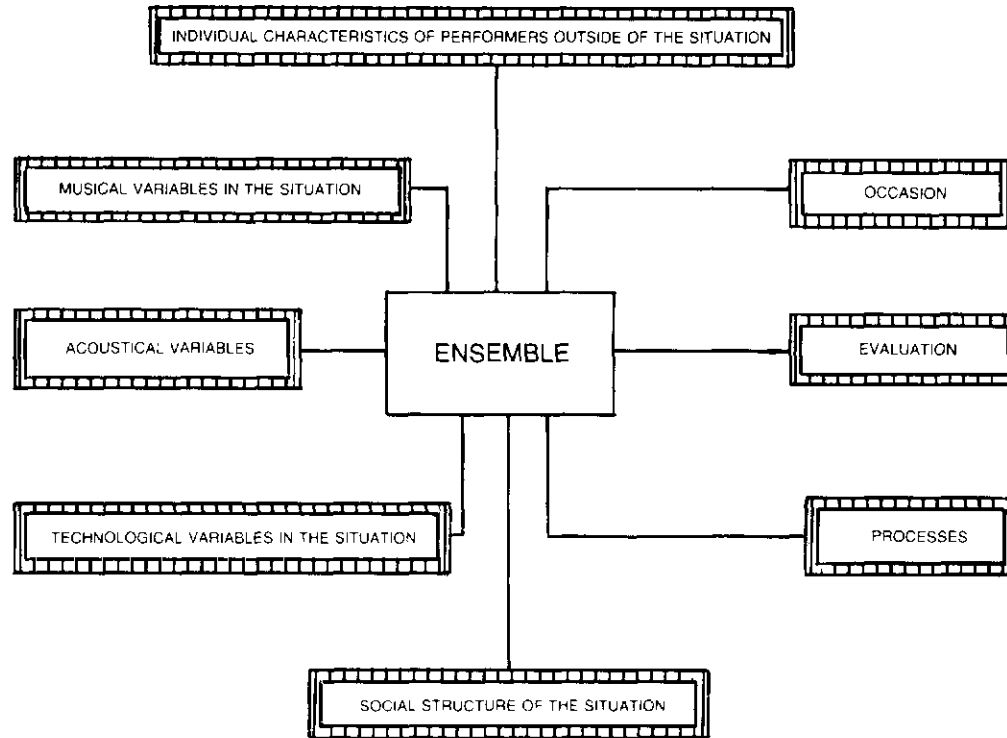 INDIVIDUAL CHARACTERISTICS OF PERFORMERS OUTSIDE OF THE SITUATION
MUSICAL VARIABLES IN THE SITUATION
OCCASION
ACOUSTICAL VARIABLES
ENSEMBLE
EVALUATION
TECHNOLOGICAL VARIABLES IN THE SITUATION
PROCESSES
SOCIAL STRUCTURE OF THE SITUATION